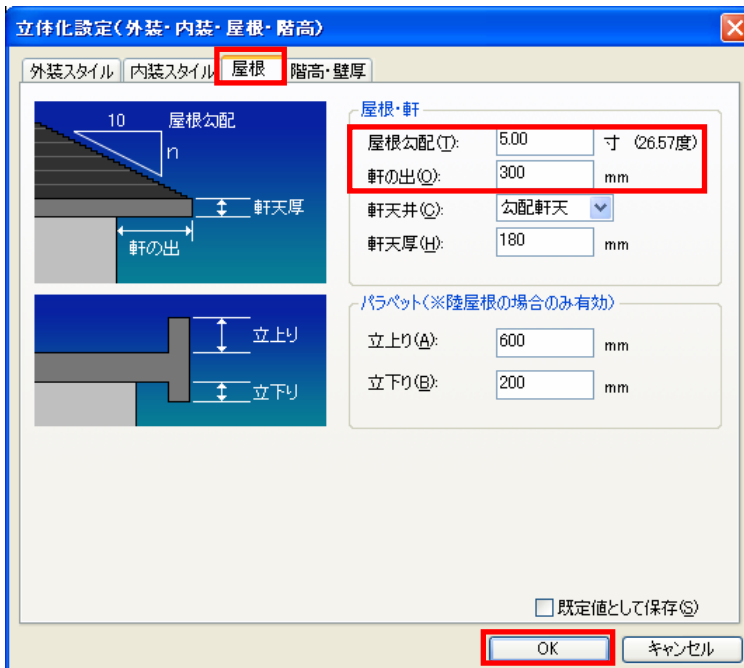 立体化設定(外装・内装・屋根・階高)
外装スタイル 内装スタイル 屋根 階高・壁厚
10 屋根勾配
n
軒天厚
軒の出
立上り
立下り
屋根・軒
屋根勾配(T): 5.00 寸 (26.57度)
軒の出(O): 300 mm
軒天井(C): 勾配軒天
軒天厚(H): 180 mm
パラペット(※陸屋根の場合のみ有効)
立上り(A): 600 mm
立下り(B): 200 mm
既定値として保存(S)
OK キャンセル